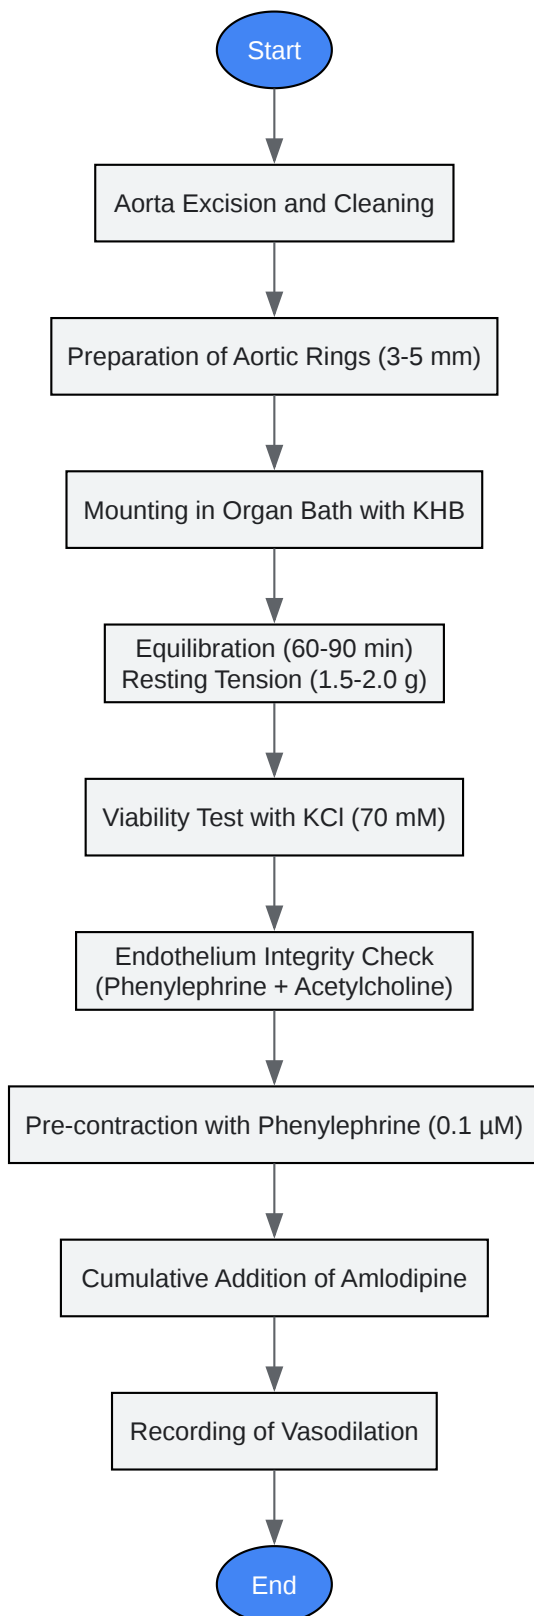 Start
Aorta Excision and Cleaning
Preparation of Aortic Rings (3-5 mm)
Mounting in Organ Bath with KHB
Equilibration (60-90 min)
Resting Tension (1.5-2.0 g)
Viability Test with KCl (70 mM)
Endothelium Integrity Check
(Phenylephrine + Acetylcholine)
Pre-contraction with Phenylephrine (0.1 µM)
Cumulative Addition of Amlodipine
Recording of Vasodilation
End